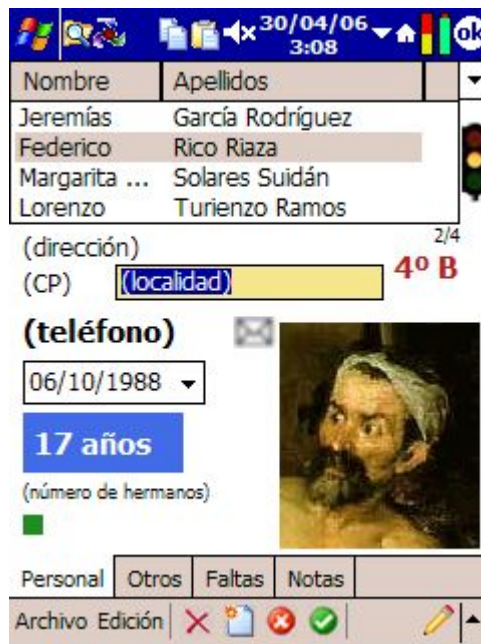 30/04/06
3:08
ok
Nombre Apellidos
Jeremías García Rodríguez
Federico Rico Riaza
Margarita ... Solares Suidán
Lorenzo Turienzo Ramos
(dirección) 2/4
(CP) (localidad) 4º B
(teléfono)
06/10/1988
17 años
(número de hermanos)
Personal Otros Faltas Notas
Archivo Edición